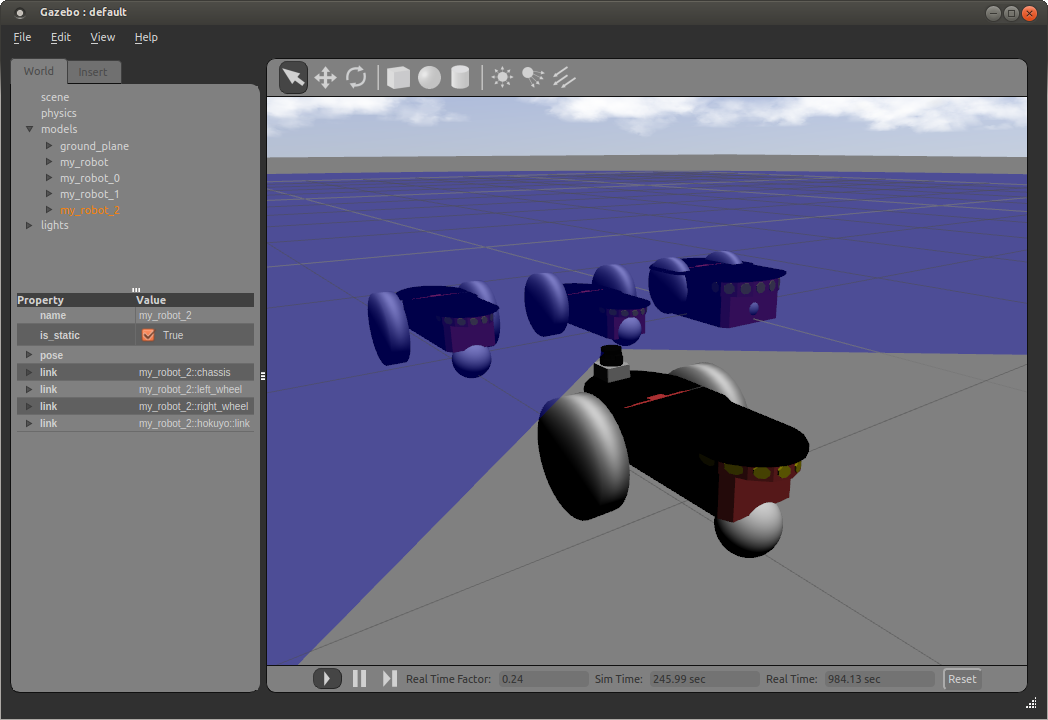 Gazebo : default
File Edit View Help
World Insert
scene
physics
models
ground_plane
my_robot
my_robot_0
my_robot_1
my_robot_2
lights
Property Value
name my_robot_2
is_static True
pose
link my_robot_2::chassis
link my_robot_2::left_wheel
link my_robot_2::right_wheel
link my_robot_2::hokuyo::link
Real Time Factor: 0.24 Sim Time: 245.99 sec Real Time: 984.13 sec Reset